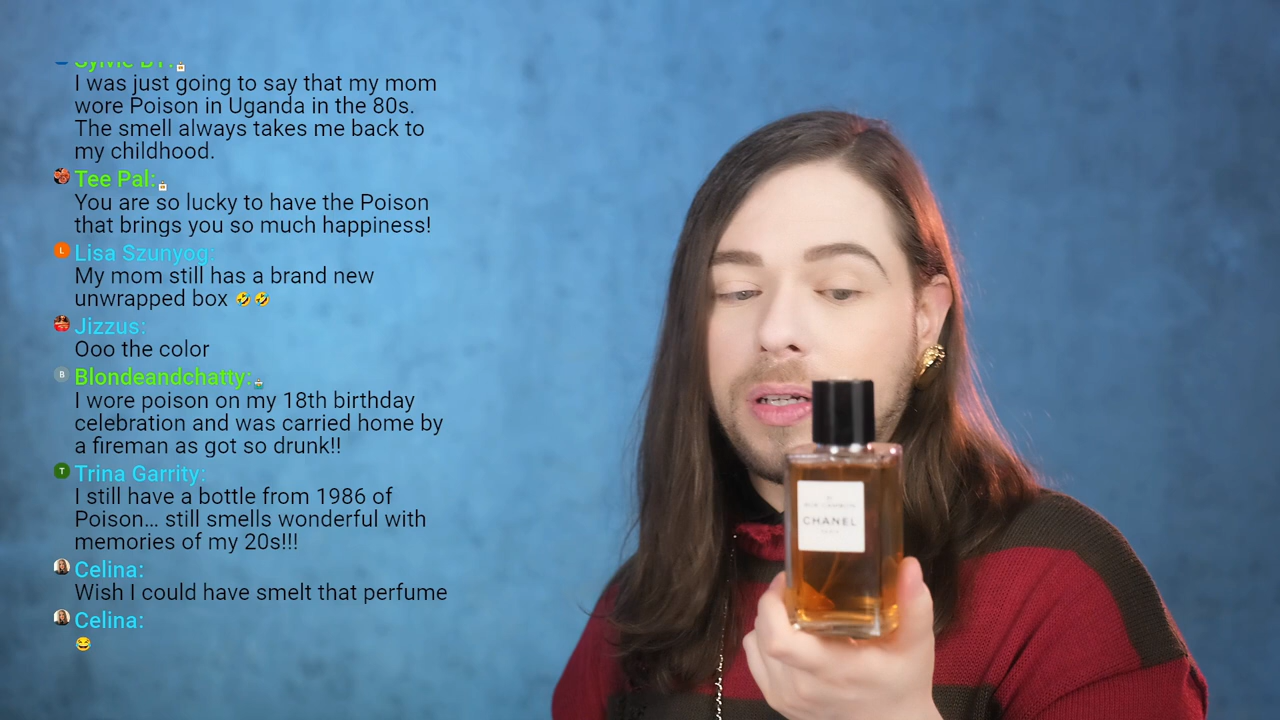 I was just going to say that my mom
wore Poison in Uganda in the 80s.
The smell always takes me back to
my childhood.
Tee Pal:
You are so lucky to have the Poison
that brings you so much happiness!
L Lisa Szunyog:
My mom still has a brand new
unwrapped box 🤣🤣
Jizzus:
Ooo the color
B Blondeandchatty:
I wore poison on my 18th birthday
celebration and was carried home by
a fireman as got so drunk!!
T Trina Garrity:
I still have a bottle from 1986 of
Poison... still smells wonderful with
memories of my 20s!!!
Celina:
Wish I could have smelt that perfume
Celina:
😂
CHANEL